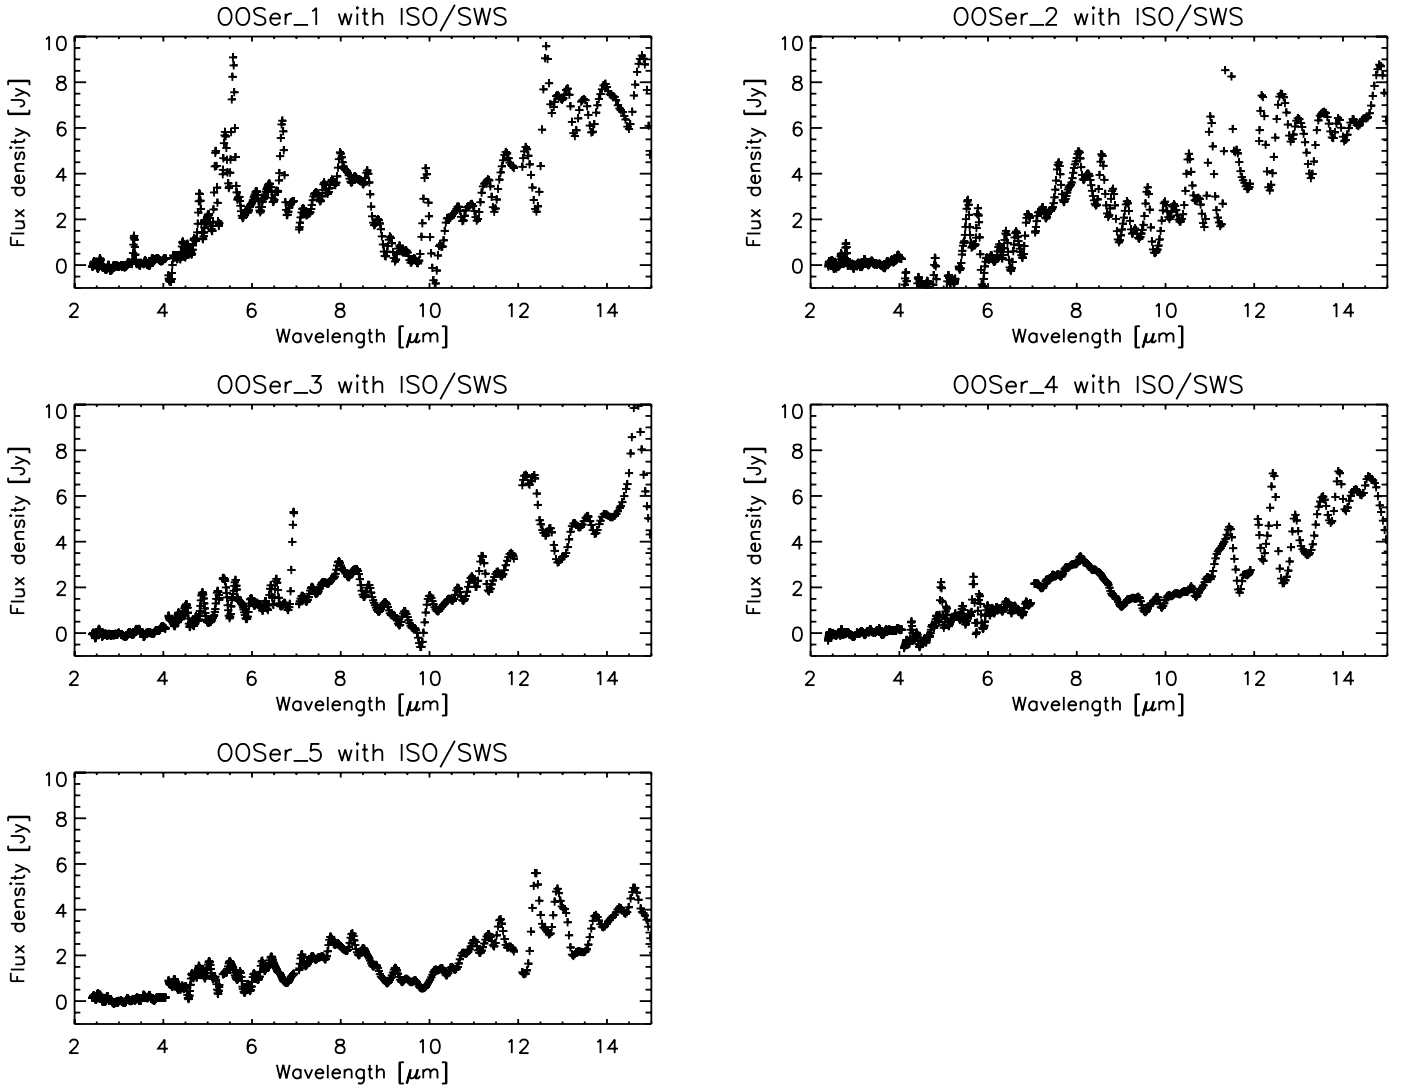 OOSer_1 with ISO/SWS
Flux density [Jy]
10
8
6
4
2
0
2 4 6 8 10 12 14
Wavelength [μm]
OOSer_2 with ISO/SWS
Flux density [Jy]
10
8
6
4
2
0
2 4 6 8 10 12 14
Wavelength [μm]
OOSer_3 with ISO/SWS
Flux density [Jy]
10
8
6
4
2
0
2 4 6 8 10 12 14
Wavelength [μm]
OOSer_4 with ISO/SWS
Flux density [Jy]
10
8
6
4
2
0
2 4 6 8 10 12 14
Wavelength [μm]
OOSer_5 with ISO/SWS
Flux density [Jy]
10
8
6
4
2
0
2 4 6 8 10 12 14
Wavelength [μm]